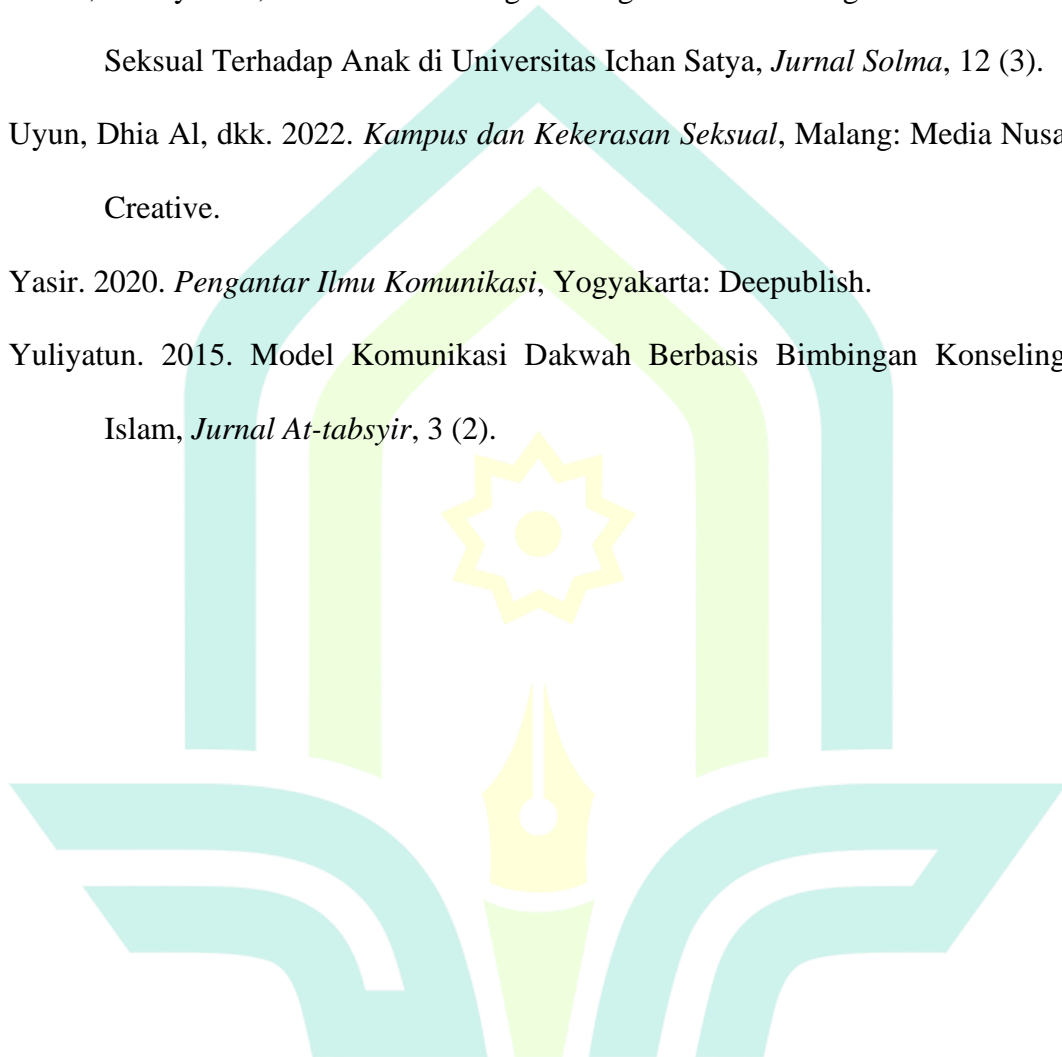 Seksual Terhadap Anak di Universitas Ichan Satya, Jurnal Solma, 12 (3).
Uyun, Dhia Al, dkk. 2022. Kampus dan Kekerasan Seksual, Malang: Media Nusa
Creative.
Yasir. 2020. Pengantar Ilmu Komunikasi, Yogyakarta: Deepublish.
Yuliyatun. 2015. Model Komunikasi Dakwah Berbasis Bimbingan Konseling
Islam, Jurnal At-tabsyir, 3 (2).